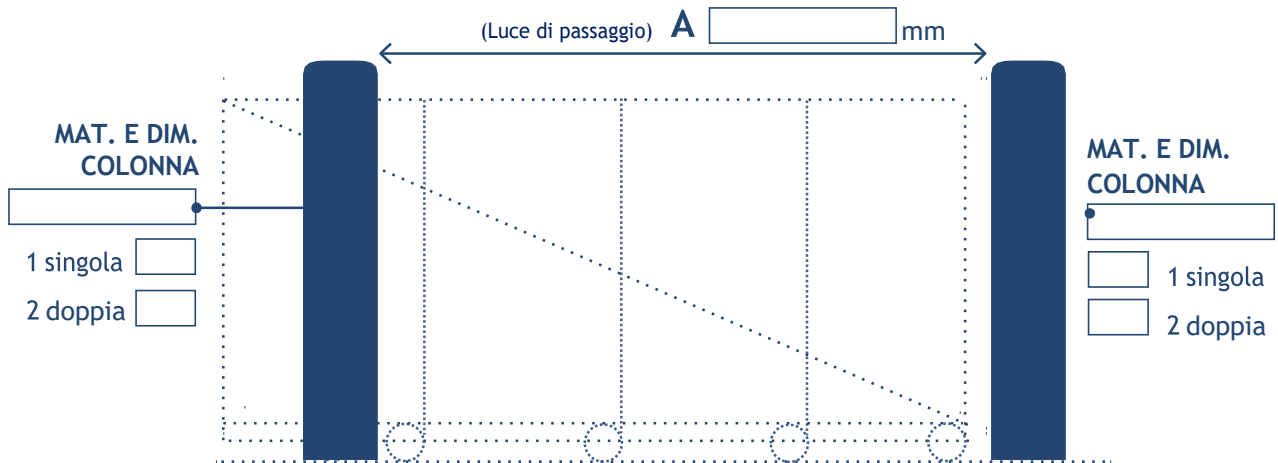 (Luce di passaggio) A mm
MAT. E DIM.
COLONNA
1 singola
2 doppia
MAT. E DIM.
COLONNA
1 singola
2 doppia